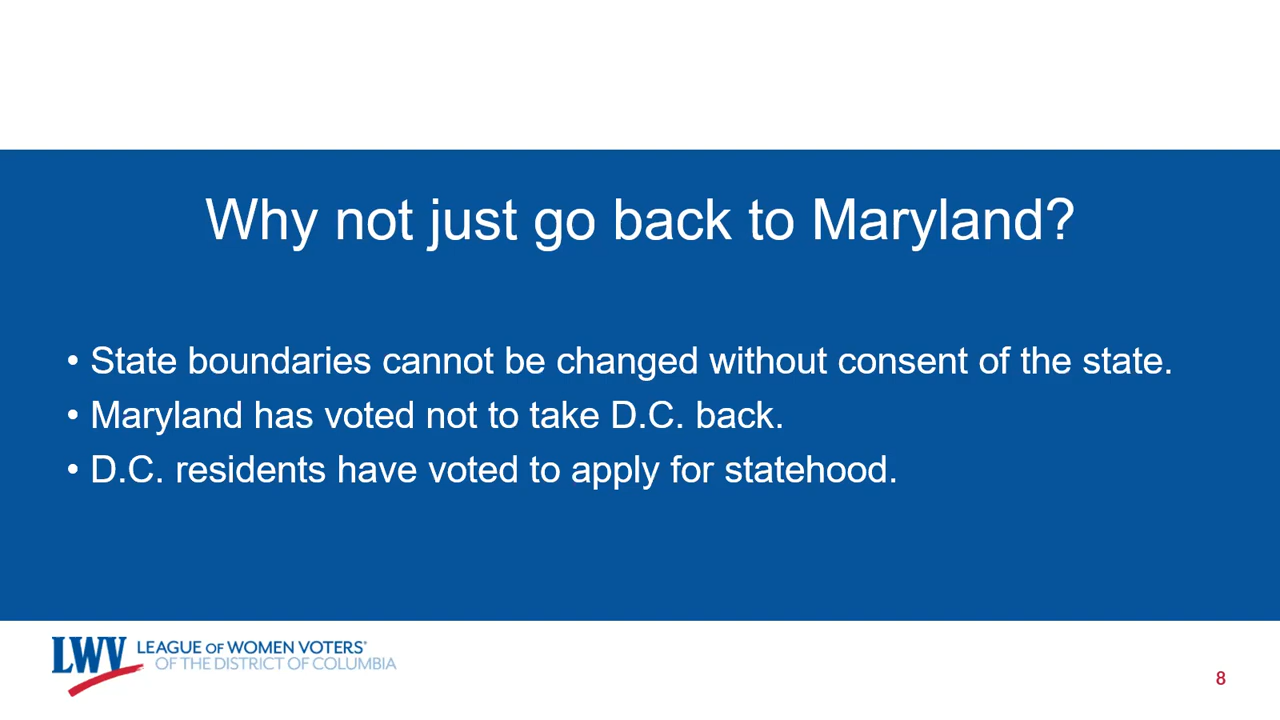 Why not just go back to Maryland?
• State boundaries cannot be changed without consent of the state.
• Maryland has voted not to take D.C. back.
• D.C. residents have voted to apply for statehood.
LWV LEAGUE OF WOMEN VOTERS®
OF THE DISTRICT OF COLUMBIA
8